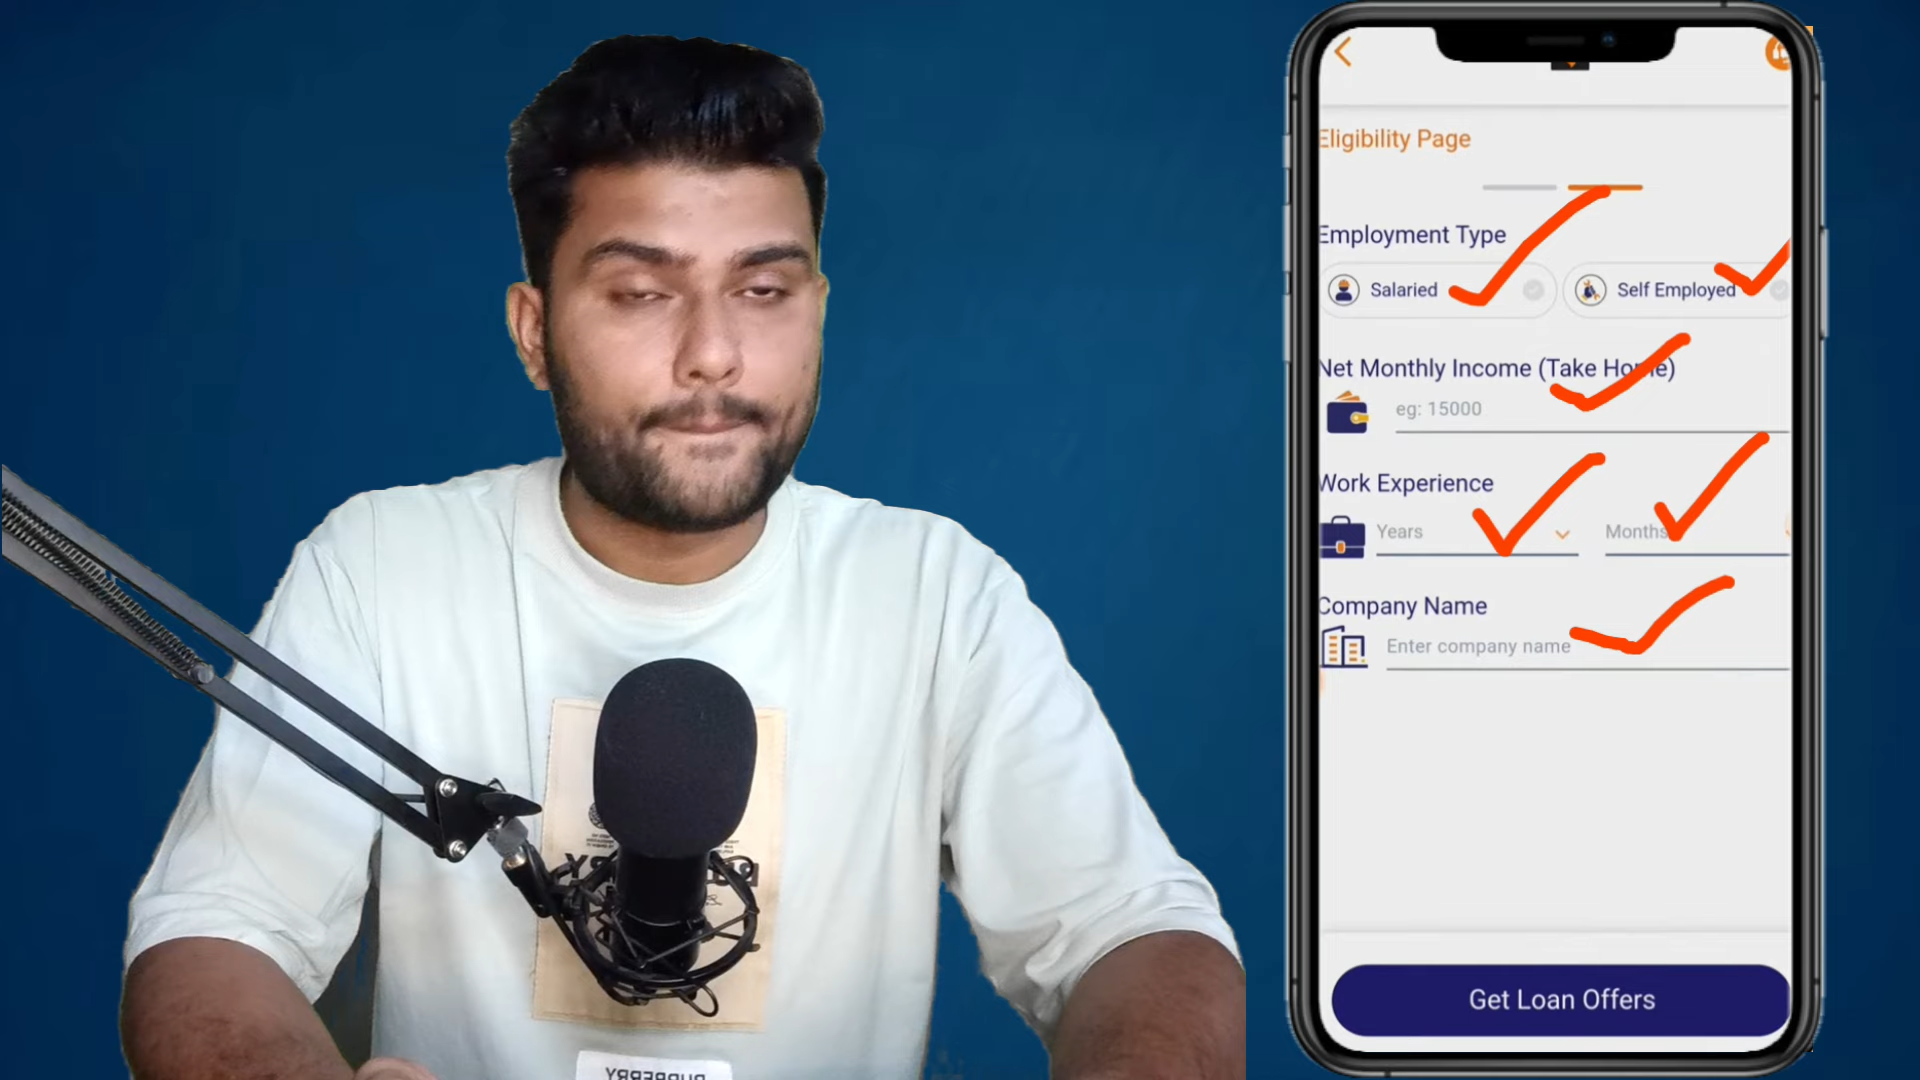 Eligibility Page
Employment Type
Salaried
Self Employed
Net Monthly Income (Take Home)
eg: 15000
Work Experience
Years
Months
Company Name
Enter company name
Get Loan Offers
BURBERRY